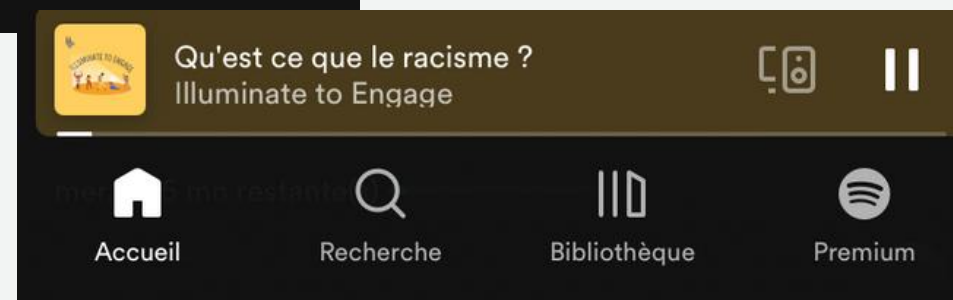 Qu'est ce que le racisme ?
Illuminate to Engage
Accueil
Recherche
Bibliothèque
Premium